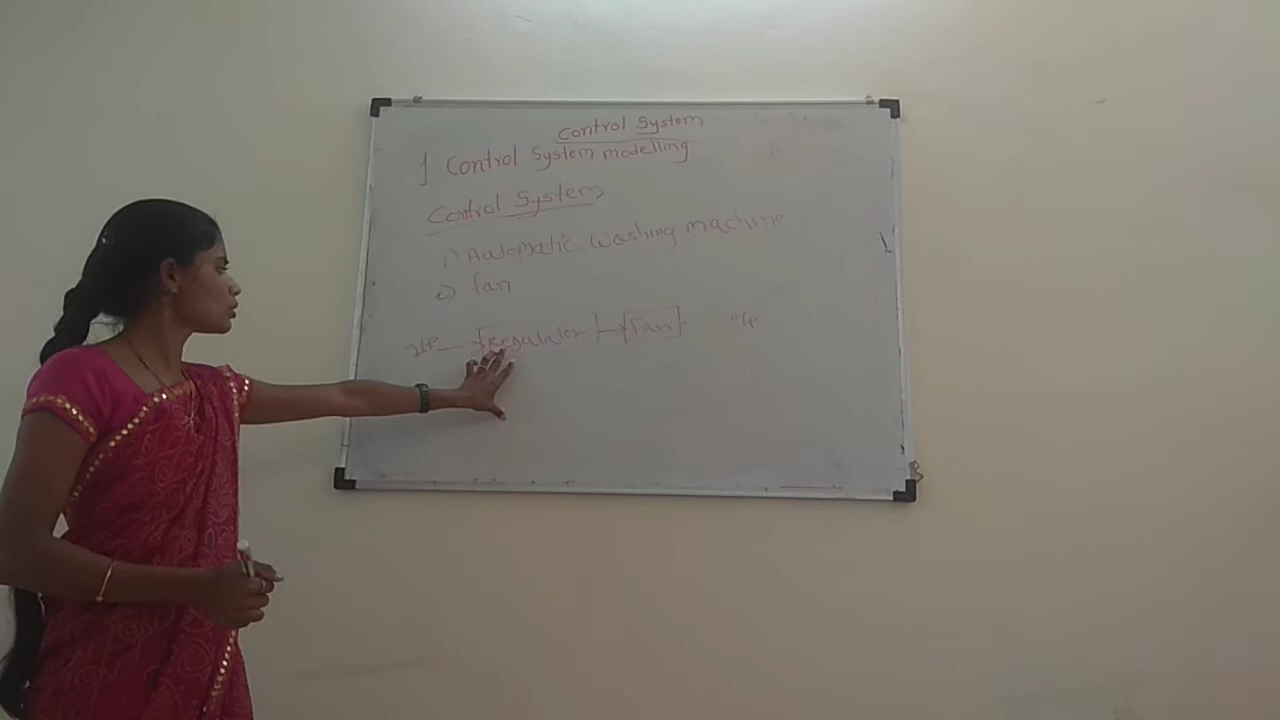 Control System
1 Control System modelling
Control System
1) Automatic washing machine
2) fan
I/P Regulator Fan o/p